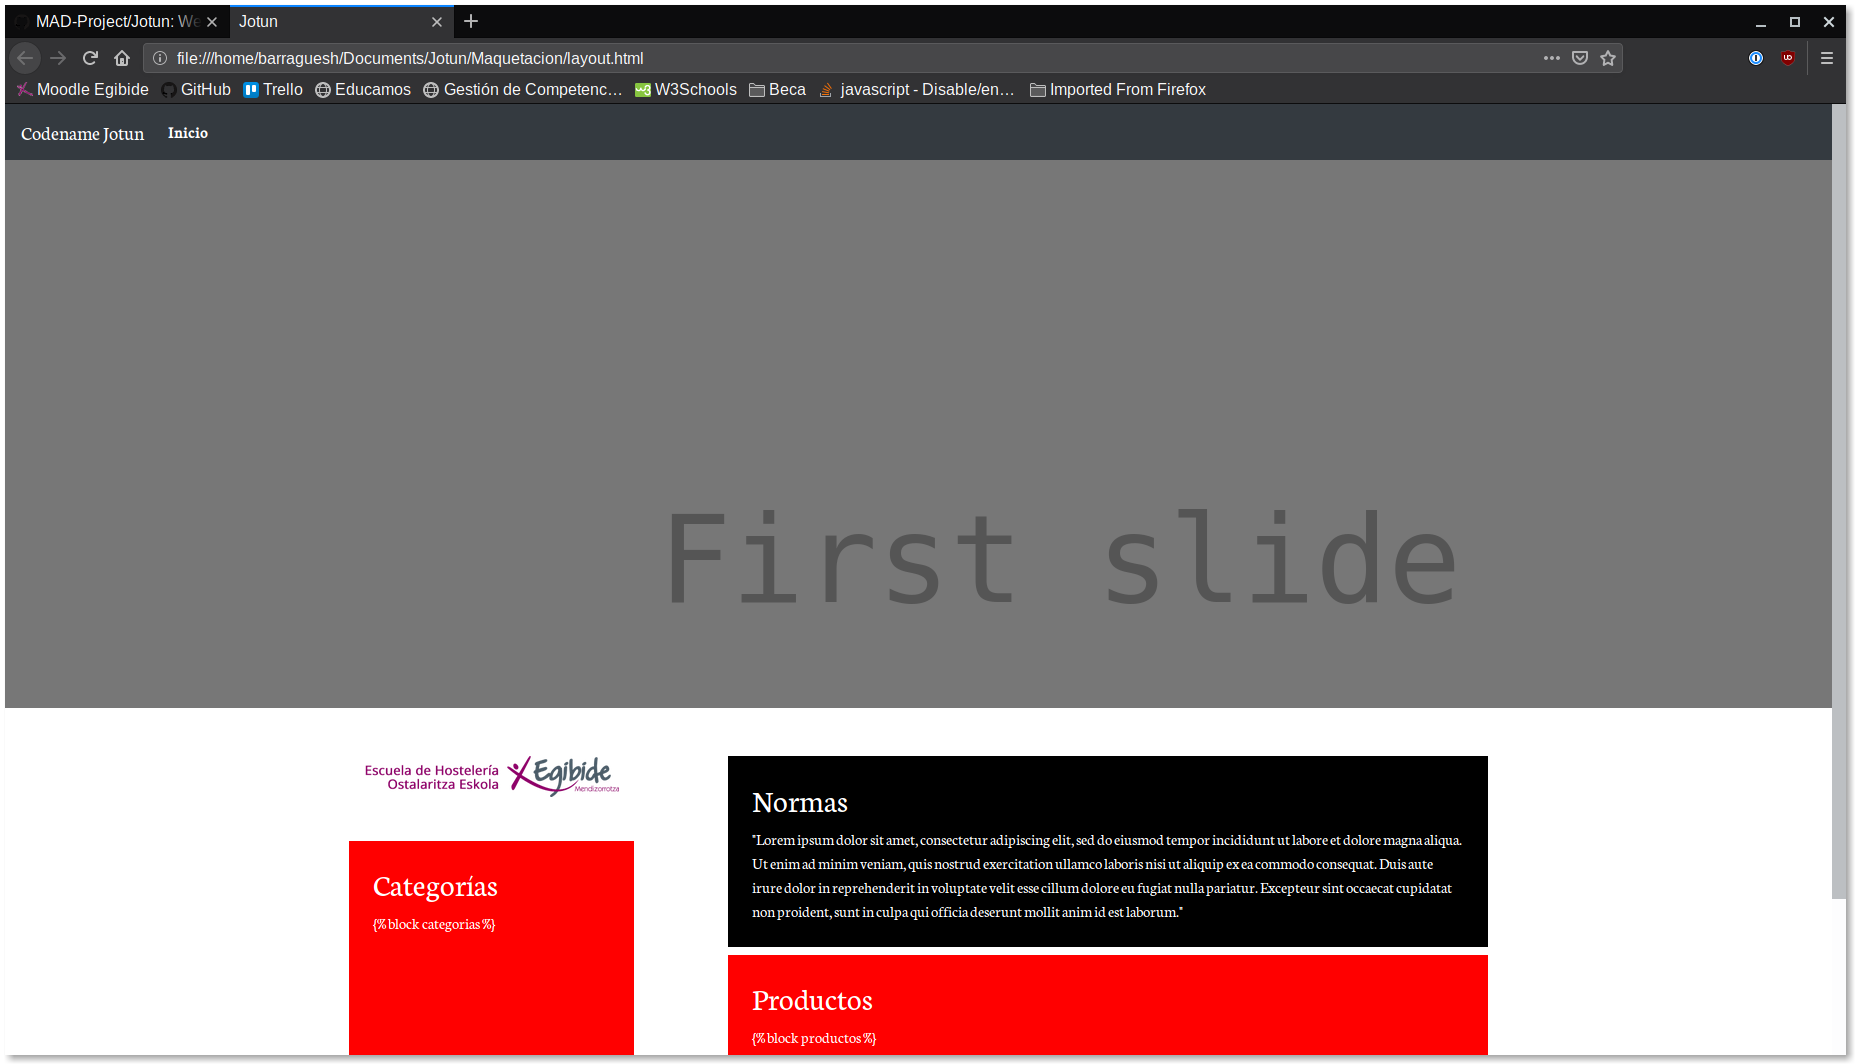 MAD-Project/Jotun: We
Jotun
file:///home/barraguesh/Documents/Jotun/Maquetacion/layout.html
Moodle Egibide
GitHub
Trello
Educamos
Gestión de Competenc…
W3Schools
Beca
javascript - Disable/en…
Imported From Firefox
Codename Jotun
Inicio
First slide
Escuela de Hostelería
Ostalaritza Eskola
Egibide
Mendizorrotza
Categorías
{% block categorias %}
Normas
"Lorem ipsum dolor sit amet, consectetur adipiscing elit, sed do eiusmod tempor incididunt ut labore et dolore magna aliqua.
Ut enim ad minim veniam, quis nostrud exercitation ullamco laboris nisi ut aliquip ex ea commodo consequat. Duis aute
irure dolor in reprehenderit in voluptate velit esse cillum dolore eu fugiat nulla pariatur. Excepteur sint occaecat cupidatat
non proident, sunt in culpa qui officia deserunt mollit anim id est laborum."
Productos
{% block productos %}